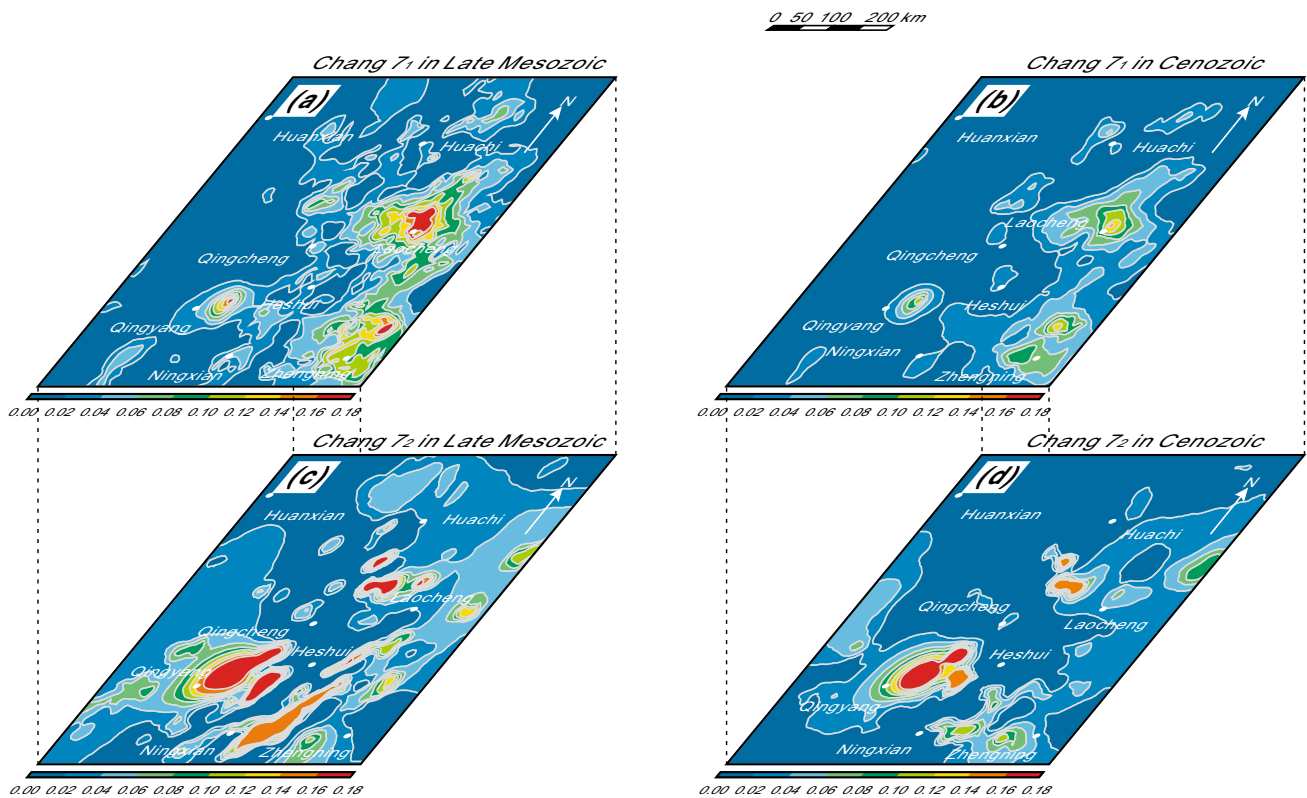 0 50 100 200 km
Chang 7₁ in Late Mesozoic
(a)
N
Huanxian
Huachi
Laocheng
Qingcheng
Heshui
Qingyang
Ningxian
Zhengning
0.00 0.02 0.04 0.06 0.08 0.10 0.12 0.14 0.16 0.18
Chang 7₁ in Cenozoic
(b)
N
Huanxian
Huachi
Laocheng
Qingcheng
Heshui
Qingyang
Ningxian
Zhengning
0.00 0.02 0.04 0.06 0.08 0.10 0.12 0.14 0.16 0.18
Chang 7₂ in Late Mesozoic
(c)
N
Huanxian
Huachi
Laocheng
Qingcheng
Heshui
Qingyang
Ningxian
Zhengning
0.00 0.02 0.04 0.06 0.08 0.10 0.12 0.14 0.16 0.18
Chang 7₂ in Cenozoic
(d)
N
Huanxian
Huachi
Qingcheng
Laocheng
Heshui
Qingyang
Ningxian
Zhengning
0.00 0.02 0.04 0.06 0.08 0.10 0.12 0.14 0.16 0.18